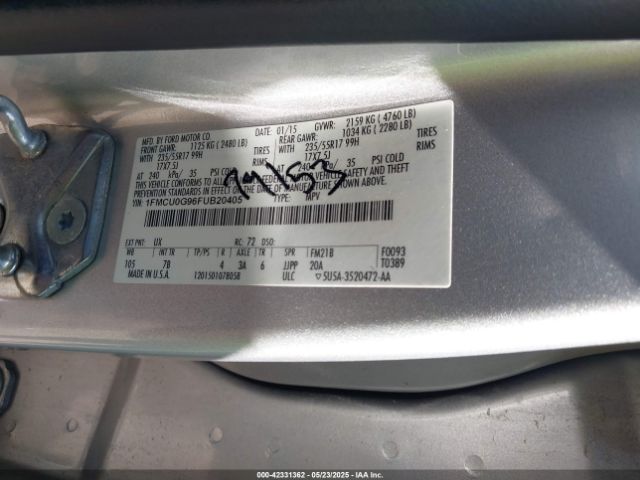 MFD. BY FORD MOTOR CO. DATE: 01/15 GVWR: 2159 KG ( 4760 LB)
FRONT GAWR: 1125 KG ( 2480 LB) REAR GAWR: 1034 KG ( 2280 LB)
WITH 235/55R17 99H TIRES WITH 235/55R17 99H TIRES
17X7.5J RIMS 17X7.5J RIMS
AT 240 kPa/ 35 PSI COLD AT 240 kPa/ 35 PSI COLD
THIS VEHICLE CONFORMS TO ALL APPLICABLE FEDERAL MOTOR VEHICLE SAFETY AND THEFT
PREVENTION STANDARDS IN EFFECT ON THE DATE OF MANUFACTURE SHOWN ABOVE.
VIN: 1FMCU0G96FUB20405 TYPE: MPV
EXT PNT: UX RC: 72 DSO:
WB INT TR TP/PS R AXLE TR SPR FM21B F0093
105 7B 4 3A 6 JJPP 20A T0389
MADE IN U.S.A. 1201501078058 ULC 5U5A-3520472-AA
000-42331362 - 05/23/2025 - IAA Inc.